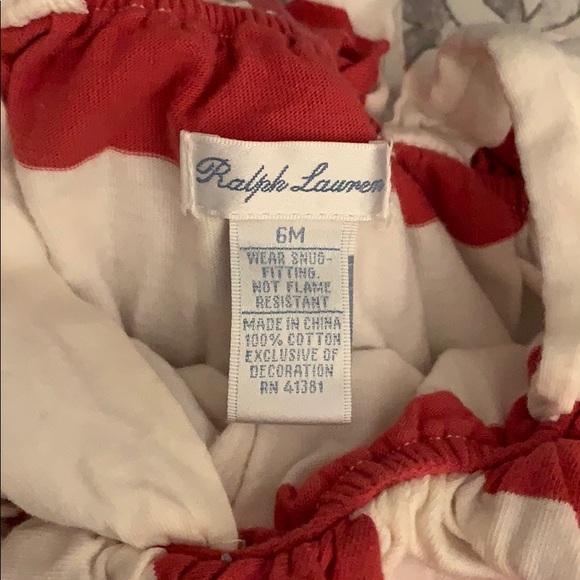 Ralph Lauren
6M
WEAR SNUG-
FITTING.
NOT FLAME
RESISTANT
MADE IN CHINA
100% COTTON
EXCLUSIVE OF
DECORATION
RN 41381